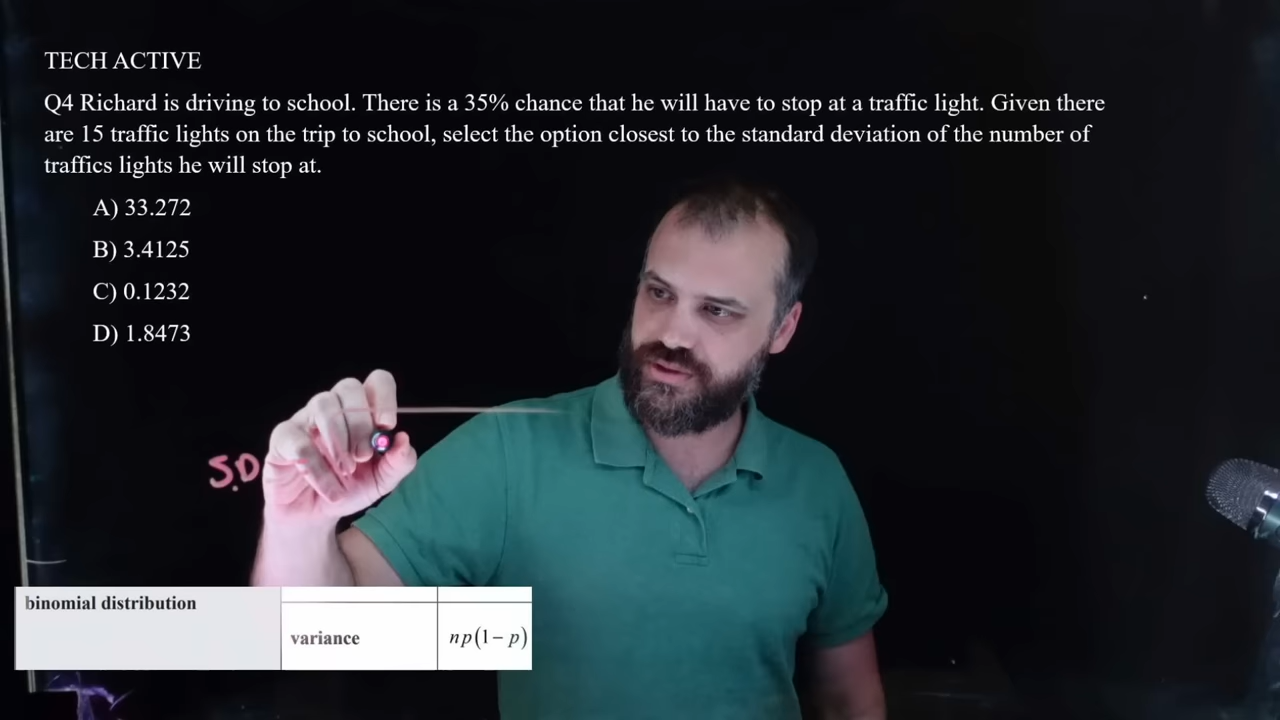 TECH ACTIVE
Q4 Richard is driving to school. There is a 35% chance that he will have to stop at a traffic light. Given there
are 15 traffic lights on the trip to school, select the option closest to the standard deviation of the number of
traffics lights he will stop at.
A) 33.272
B) 3.4125
C) 0.1232
D) 1.8473
S.D
binomial distribution
variance
np(1− p)